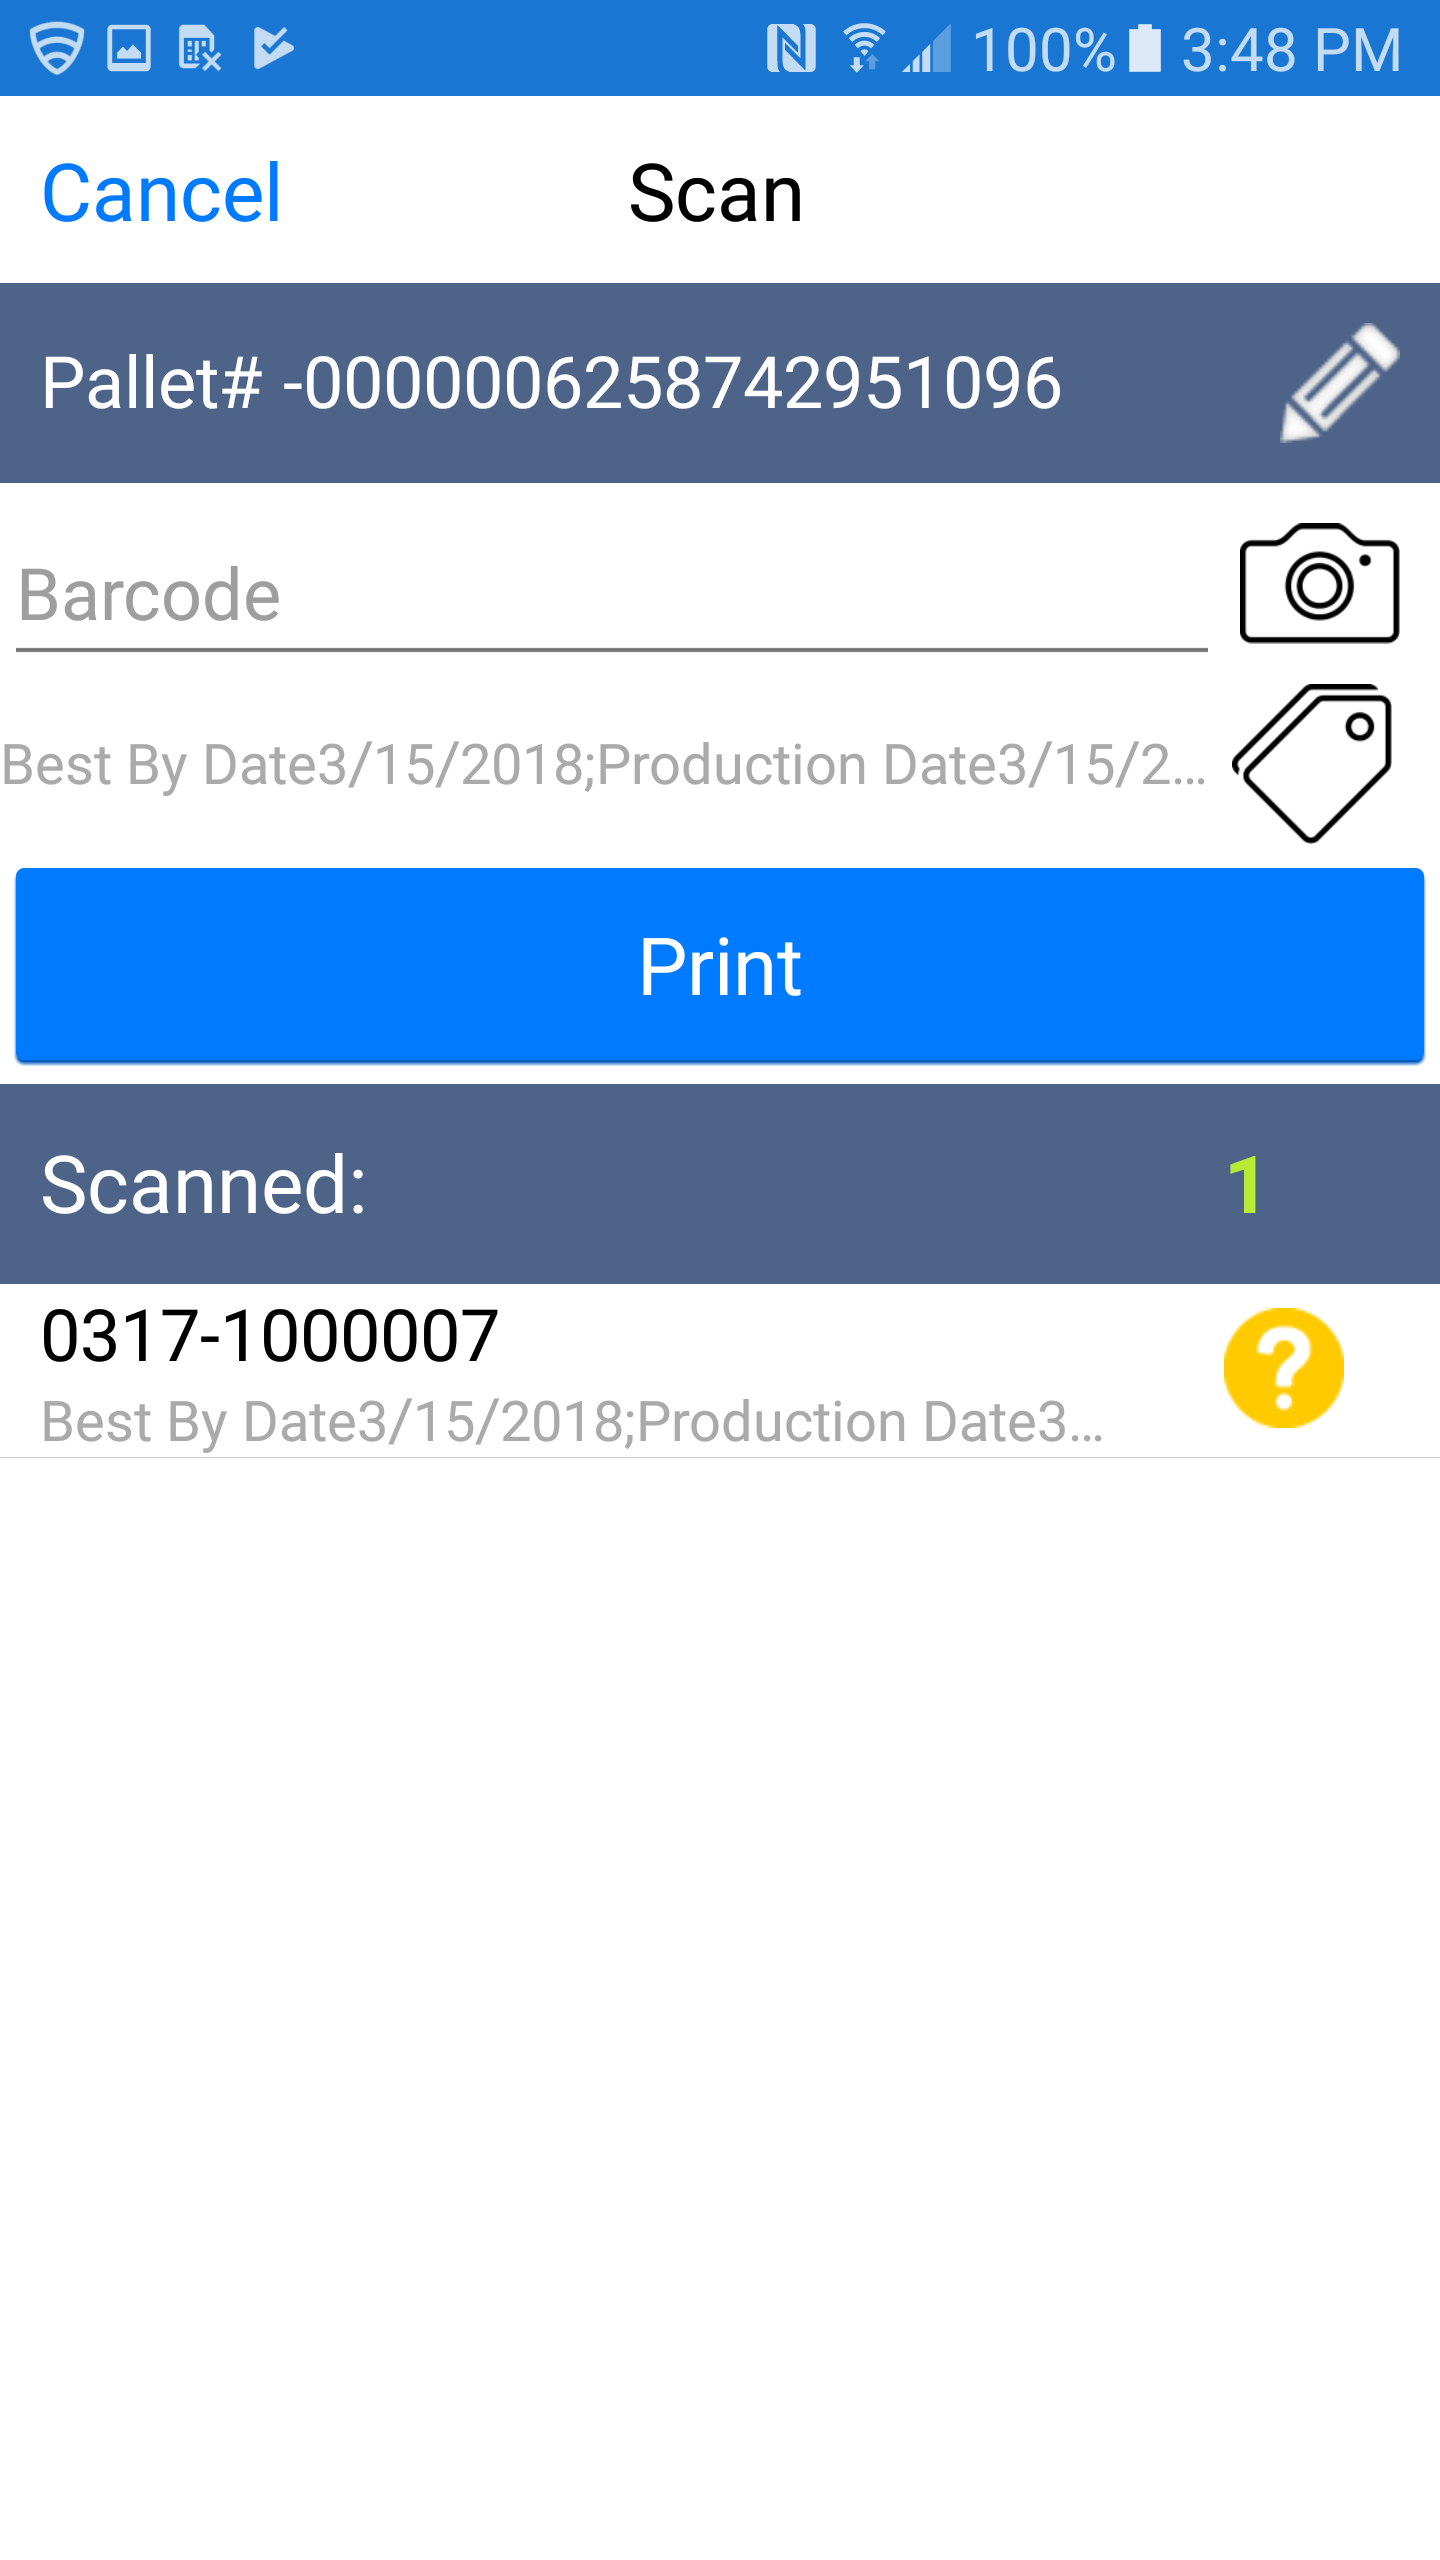 100% 3:48 PM
Cancel Scan
Pallet# -0000006258742951096
Barcode
Best By Date3/15/2018;Production Date3/15/2...
Print
Scanned: 1
0317-1000007
Best By Date3/15/2018;Production Date3...